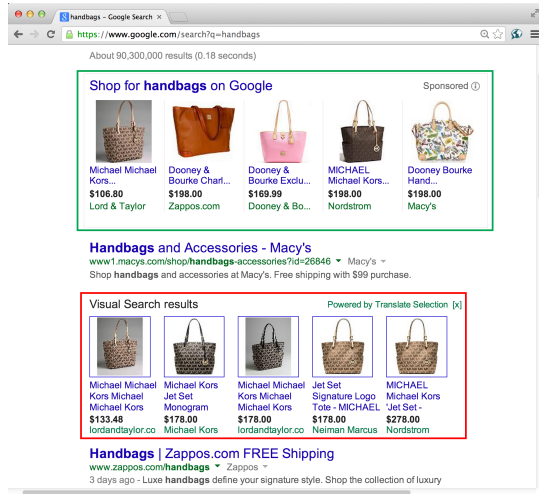 handbags - Google Search
https://www.google.com/search?q=handbags
About 90,300,000 results (0.18 seconds)
Shop for handbags on Google
Sponsored
Michael Michael Kors...
$106.80
Lord & Taylor
Dooney & Bourke Charl...
$198.00
Zappos.com
Dooney & Bourke Exclu...
$169.99
Dooney & Bo...
MICHAEL Michael Kors...
$198.00
Nordstrom
Dooney Bourke Hand...
$198.00
Macy's
Handbags and Accessories - Macy's
www1.macys.com/shop/handbags-accessories?id=26846 Macy's
Shop handbags and accessories at Macy's. Free shipping with $99 purchase.
Visual Search results
Powered by Translate Selection [x]
Michael Michael
Kors Michael
Michael Kors
$133.48
lordandtaylor.co
Michael Kors
Jet Set
Monogram
$178.00
Michael Kors
Michael Michael
Kors Michael
Michael Kors
$178.00
lordandtaylor.co
Jet Set
Signature Logo
Tote - MICHAEL
$178.00
Neiman Marcus
MICHAEL
Michael Kors
'Jet Set -
$278.00
Nordstrom
Handbags | Zappos.com FREE Shipping
www.zappos.com/handbags Zappos
3 days ago - Luxe handbags define your signature style. Shop the collection of luxury